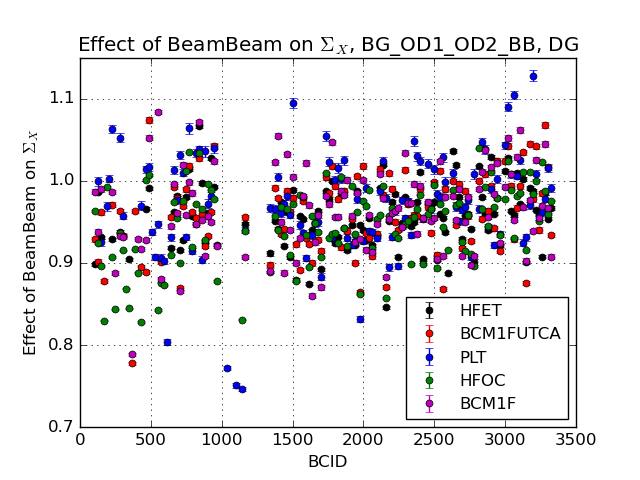 Effect of BeamBeam on Σ_X, BG_OD1_OD2_BB, DG
Effect of BeamBeam on Σ_X
1.1
1.0
0.9
0.8
0.7
0 500 1000 1500 2000 2500 3000 3500
BCID
HFET
BCM1FUTCA
PLT
HFOC
BCM1F